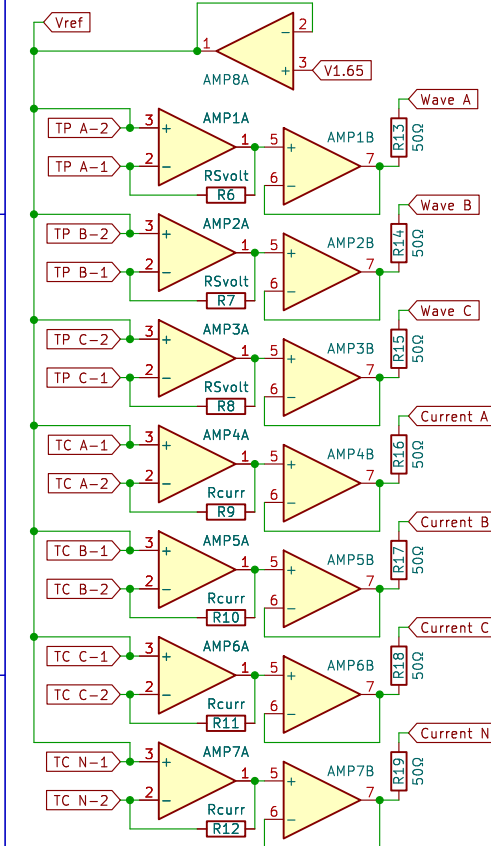 Vref
1
2
3
AMP8A
V1.65
TP A-2
3
AMP1A
1
5
AMP1B
7
R13
50Ω
Wave A
TP A-1
2
RSvolt
R6
6
TP B-2
3
AMP2A
1
5
AMP2B
7
R14
50Ω
Wave B
TP B-1
2
RSvolt
R7
6
TP C-2
3
AMP3A
1
5
AMP3B
7
R15
50Ω
Wave C
TP C-1
2
RSvolt
R8
6
TC A-1
3
AMP4A
1
5
AMP4B
7
R16
50Ω
Current A
TC A-2
2
Rcurr
R9
6
TC B-1
3
AMP5A
1
5
AMP5B
7
R17
50Ω
Current B
TC B-2
2
Rcurr
R10
6
TC C-1
3
AMP6A
1
5
AMP6B
7
R18
50Ω
Current C
TC C-2
2
Rcurr
R11
6
TC N-1
3
AMP7A
1
5
AMP7B
7
R19
50Ω
Current N
TC N-2
2
Rcurr
R12
6
+
−
+
−
+
−
+
−
+
−
+
−
+
−
+
−
+
−
+
−
+
−
+
−
+
−
+
−
+
−